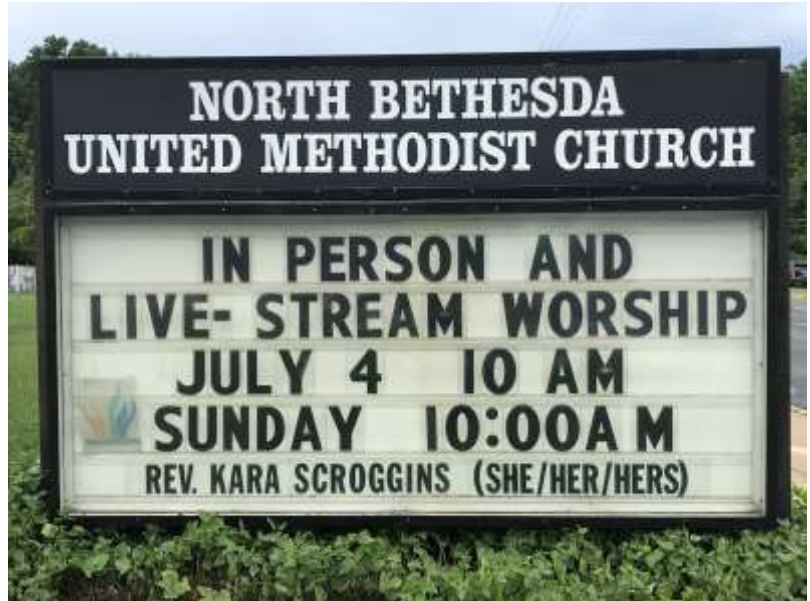 NORTH BETHESDA
UNITED METHODIST CHURCH
IN PERSON AND
LIVE- STREAM WORSHIP
JULY 4 10 AM
SUNDAY 10:00AM
REV. KARA SCROGGINS (SHE/HER/HERS)